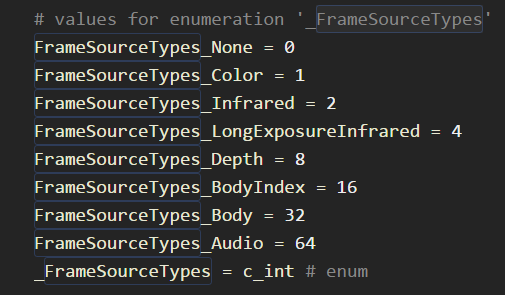 # values for enumeration '_FrameSourceTypes'
FrameSourceTypes_None = 0
FrameSourceTypes_Color = 1
FrameSourceTypes_Infrared = 2
FrameSourceTypes_LongExposureInfrared = 4
FrameSourceTypes_Depth = 8
FrameSourceTypes_BodyIndex = 16
FrameSourceTypes_Body = 32
FrameSourceTypes_Audio = 64
_FrameSourceTypes = c_int # enum